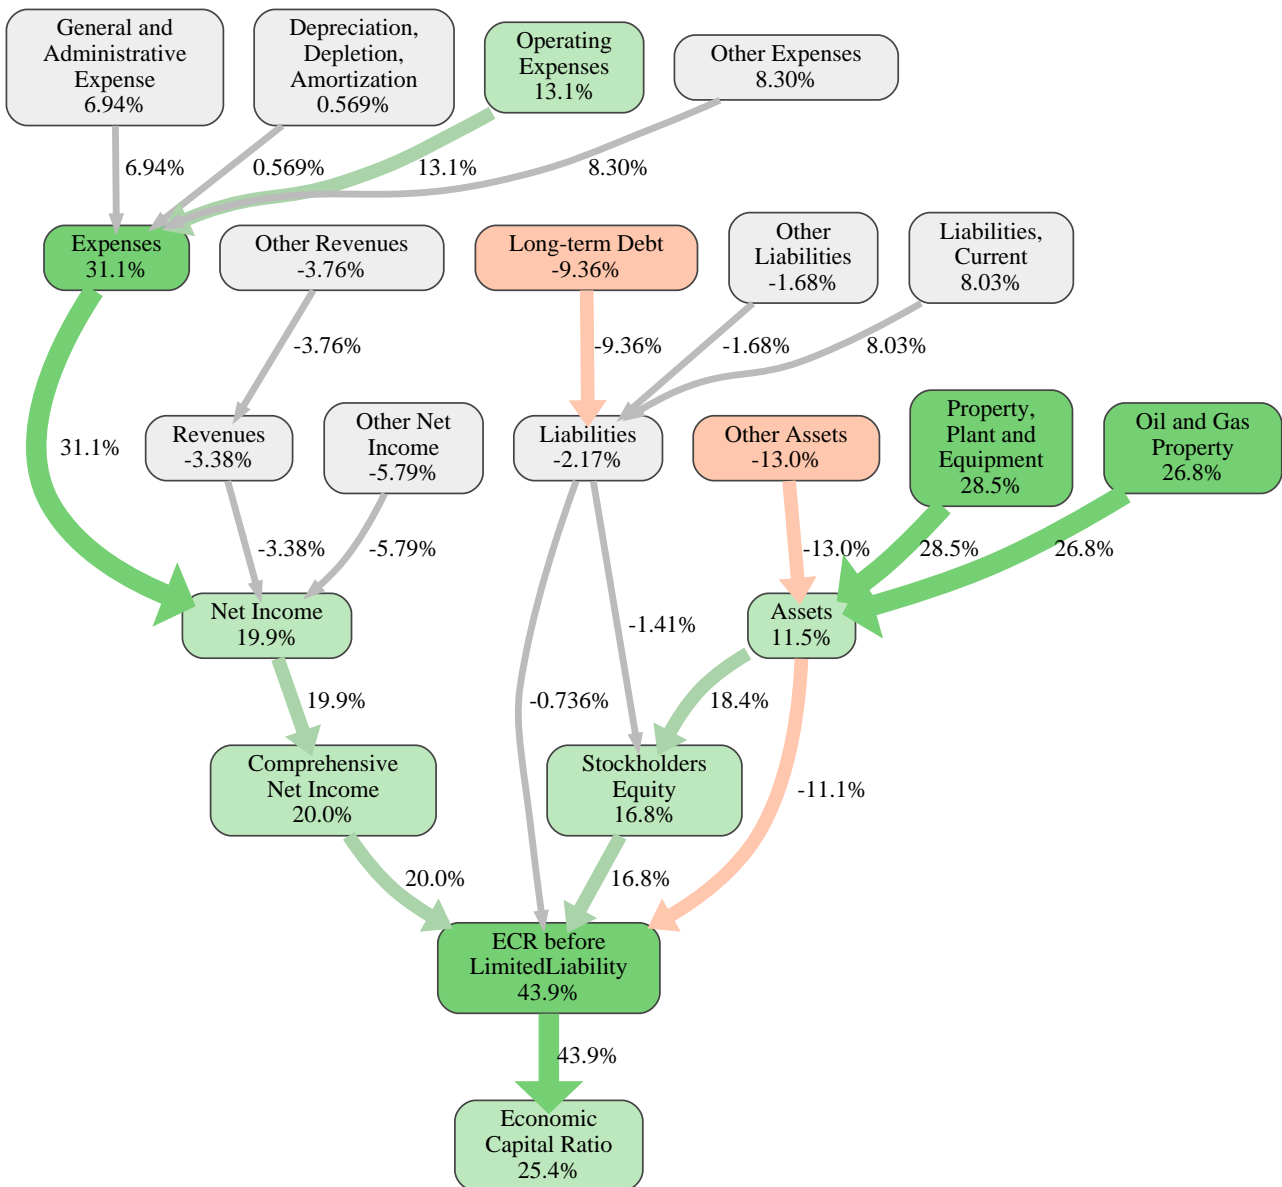 General and
Administrative
Expense
6.94%
Depreciation,
Depletion,
Amortization
0.569%
Operating
Expenses
13.1%
Other Expenses
8.30%
6.94%
0.569%
13.1%
8.30%
Expenses
31.1%
Other Revenues
-3.76%
Long-term Debt
-9.36%
Other
Liabilities
-1.68%
Liabilities,
Current
8.03%
-3.76%
-9.36%
-1.68%
8.03%
31.1%
Revenues
-3.38%
Other Net
Income
-5.79%
Liabilities
-2.17%
Other Assets
-13.0%
Property,
Plant and
Equipment
28.5%
Oil and Gas
Property
26.8%
-3.38%
-5.79%
-13.0%
28.5%
26.8%
Net Income
19.9%
-1.41%
Assets
11.5%
19.9%
-0.736%
18.4%
Comprehensive
Net Income
20.0%
Stockholders
Equity
16.8%
-11.1%
20.0%
16.8%
ECR before
LimitedLiability
43.9%
43.9%
Economic
Capital Ratio
25.4%